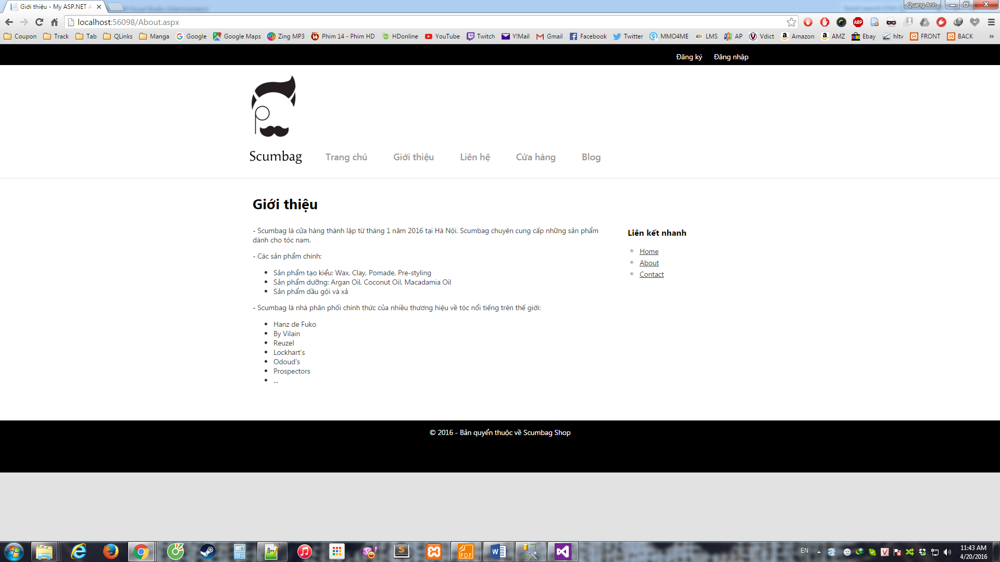 Giới thiệu - My ASP.NET A
Quang Anh
localhost:56098/About.aspx
ABP
Coupon Track Tab QLinks Manga Google Google Maps Zing MP3 Phim 14 - Phim HD HDonline YouTube Twitch Y!Mail Gmail Facebook Twitter MMO4ME LMS AP Vdict Amazon AMZ Ebay hltv FRONT BACK »
Đăng ký Đăng nhập
Scumbag
Trang chủ Giới thiệu Liên hệ Cửa hàng Blog
Giới thiệu
- Scumbag là cửa hàng thành lập từ tháng 1 năm 2016 tại Hà Nội. Scumbag chuyên cung cấp những sản phẩm
dành cho tóc nam.
- Các sản phẩm chính:
Sản phẩm tạo kiểu: Wax, Clay, Pomade, Pre-styling
Sản phẩm dưỡng: Argan Oil, Coconut Oil, Macadamia Oil
Sản phẩm dầu gội và xả
- Scumbag là nhà phân phối chính thức của nhiều thương hiệu về tóc nổi tiếng trên thế giới:
Hanz de Fuko
By Vilain
Reuzel
Lockhart's
Odoud's
Prospectors
...
Liên kết nhanh
Home
About
Contact
© 2016 - Bản quyền thuộc về Scumbag Shop
EN
11:43 AM
4/20/2016